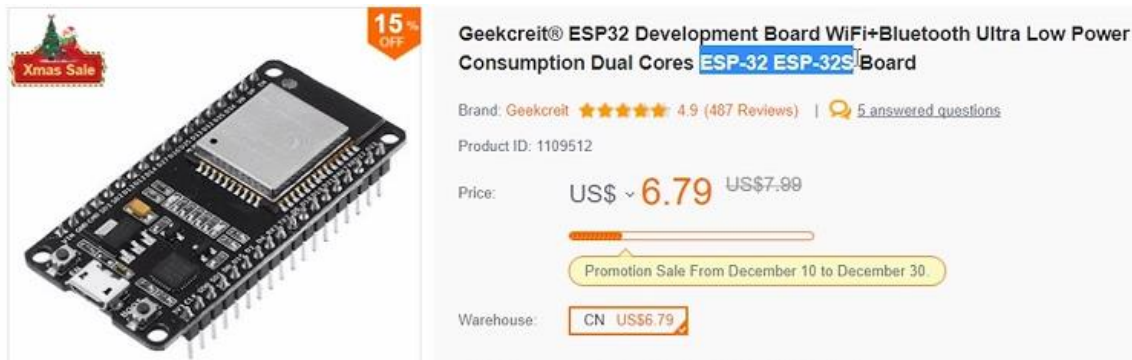 Xmas Sale
15%
OFF
Geekcreit® ESP32 Development Board WiFi+Bluetooth Ultra Low Power
Consumption Dual Cores ESP-32 ESP-32S Board
Brand: Geekcreit 4.9 (487 Reviews) | 5 answered questions
Product ID: 1109512
Price: US$ 6.79 US$7.99
Promotion Sale From December 10 to December 30.
Warehouse: CN US$6.79